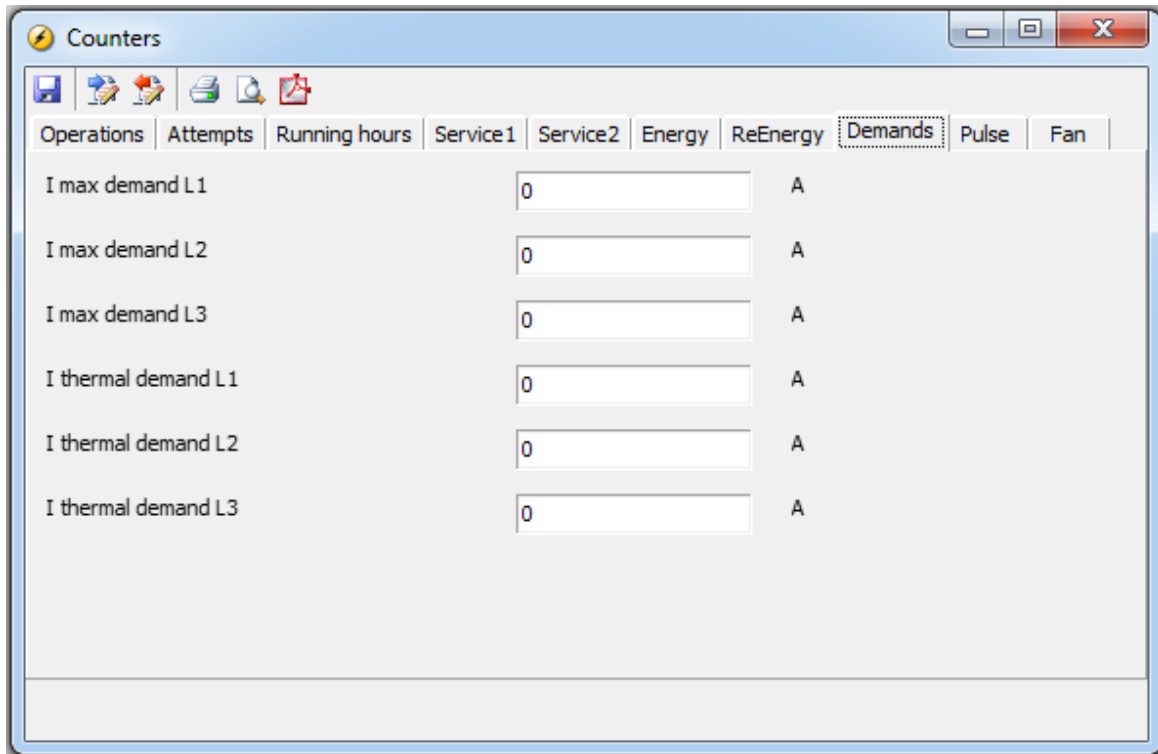 Counters
Operations Attempts Running hours Service1 Service2 Energy ReEnergy Demands Pulse Fan
I max demand L1 0 A
I max demand L2 0 A
I max demand L3 0 A
I thermal demand L1 0 A
I thermal demand L2 0 A
I thermal demand L3 0 A